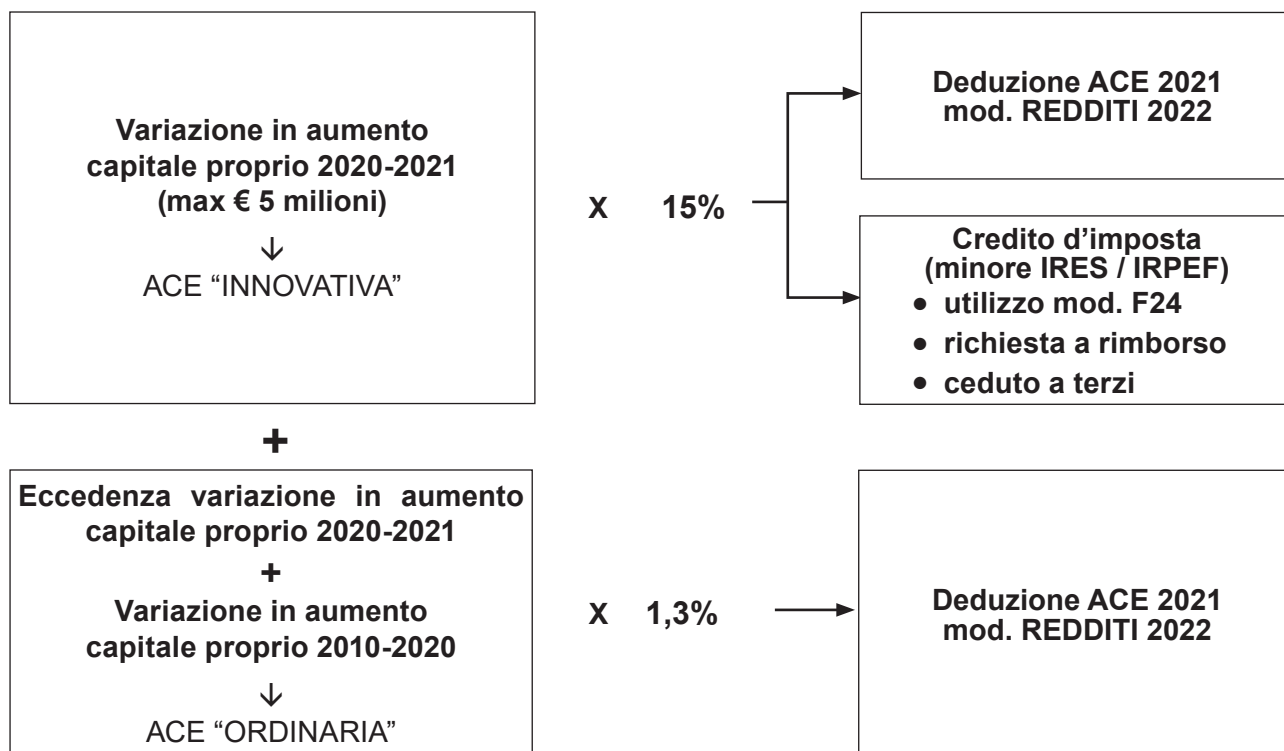 Variazione in aumento
capitale proprio 2020-2021
(max € 5 milioni)
↓
ACE “INNOVATIVA”
X 15%
Deduzione ACE 2021
mod. REDDITI 2022
Credito d’imposta
(minore IRES / IRPEF)
• utilizzo mod. F24
• richiesta a rimborso
• ceduto a terzi
+
Eccedenza variazione in aumento
capitale proprio 2020-2021
+
Variazione in aumento
capitale proprio 2010-2020
↓
ACE “ORDINARIA”
X 1,3%
Deduzione ACE 2021
mod. REDDITI 2022